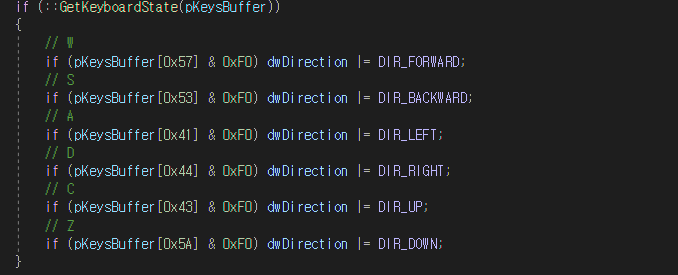 if (::GetKeyboardState(pKeysBuffer))
{
// W
if (pKeysBuffer[0x57] & 0xF0) dwDirection |= DIR_FORWARD;
// S
if (pKeysBuffer[0x53] & 0xF0) dwDirection |= DIR_BACKWARD;
// A
if (pKeysBuffer[0x41] & 0xF0) dwDirection |= DIR_LEFT;
// D
if (pKeysBuffer[0x44] & 0xF0) dwDirection |= DIR_RIGHT;
// C
if (pKeysBuffer[0x43] & 0xF0) dwDirection |= DIR_UP;
// Z
if (pKeysBuffer[0x5A] & 0xF0) dwDirection |= DIR_DOWN;
}